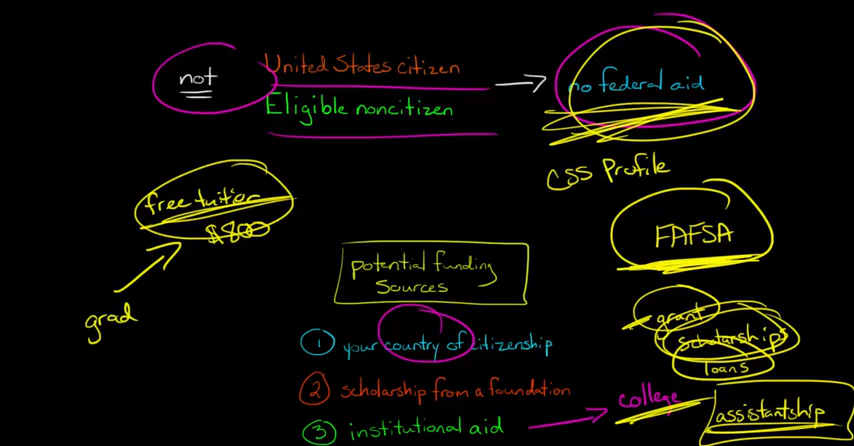 not
United States citizen
Eligible noncitizen
no federal aid
CSS Profile
free tuition
$800
grad
FAFSA
potential funding
sources
1 your country of citizenship
2 scholarship from a foundation
3 institutional aid
college
grant
scholarships
loans
assistantship